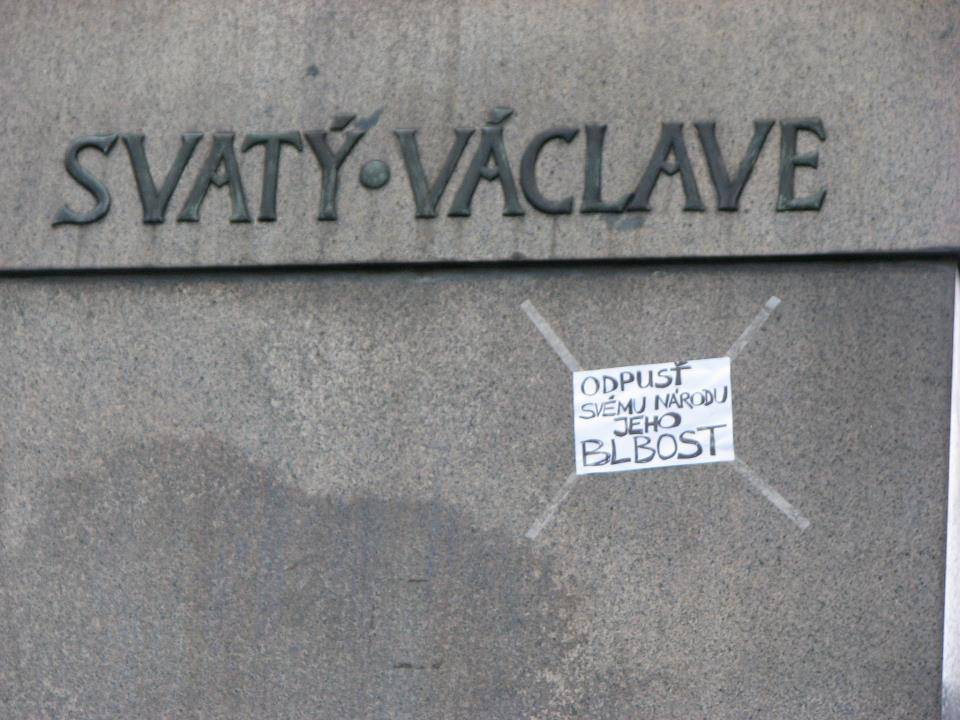 SVATÝ·VÁCLAVE
ODPUSŤ
SVÉMU NÁRODU
JEHO
BLBOST